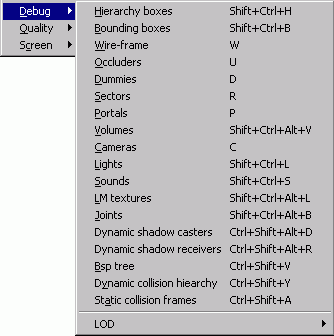 Debug
Quality
Screen
Hierarchy boxes Shift+Ctrl+H
Bounding boxes Shift+Ctrl+B
Wire-frame W
Occluders U
Dummies D
Sectors R
Portals P
Volumes Shift+Ctrl+Alt+V
Cameras C
Lights Shift+Ctrl+L
Sounds Shift+Ctrl+S
LM textures Shift+Ctrl+Alt+L
Joints Shift+Ctrl+Alt+B
Dynamic shadow casters Ctrl+Shift+Alt+D
Dynamic shadow receivers Ctrl+Shift+Alt+R
Bsp tree Ctrl+Shift+V
Dynamic collision hiearchy Ctrl+Shift+Y
Static collision frames Ctrl+Shift+A
LOD